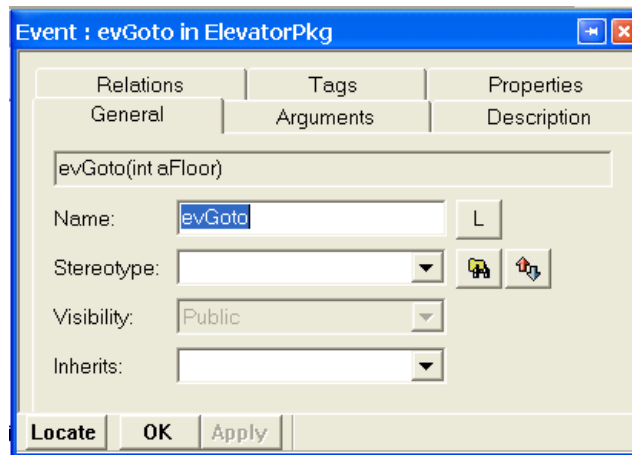 Event : evGoto in ElevatorPkg
Relations Tags Properties
General Arguments Description
evGoto(int aFloor)
Name: evGoto L
Stereotype:
Visibility: Public
Inherits:
Locate OK Apply